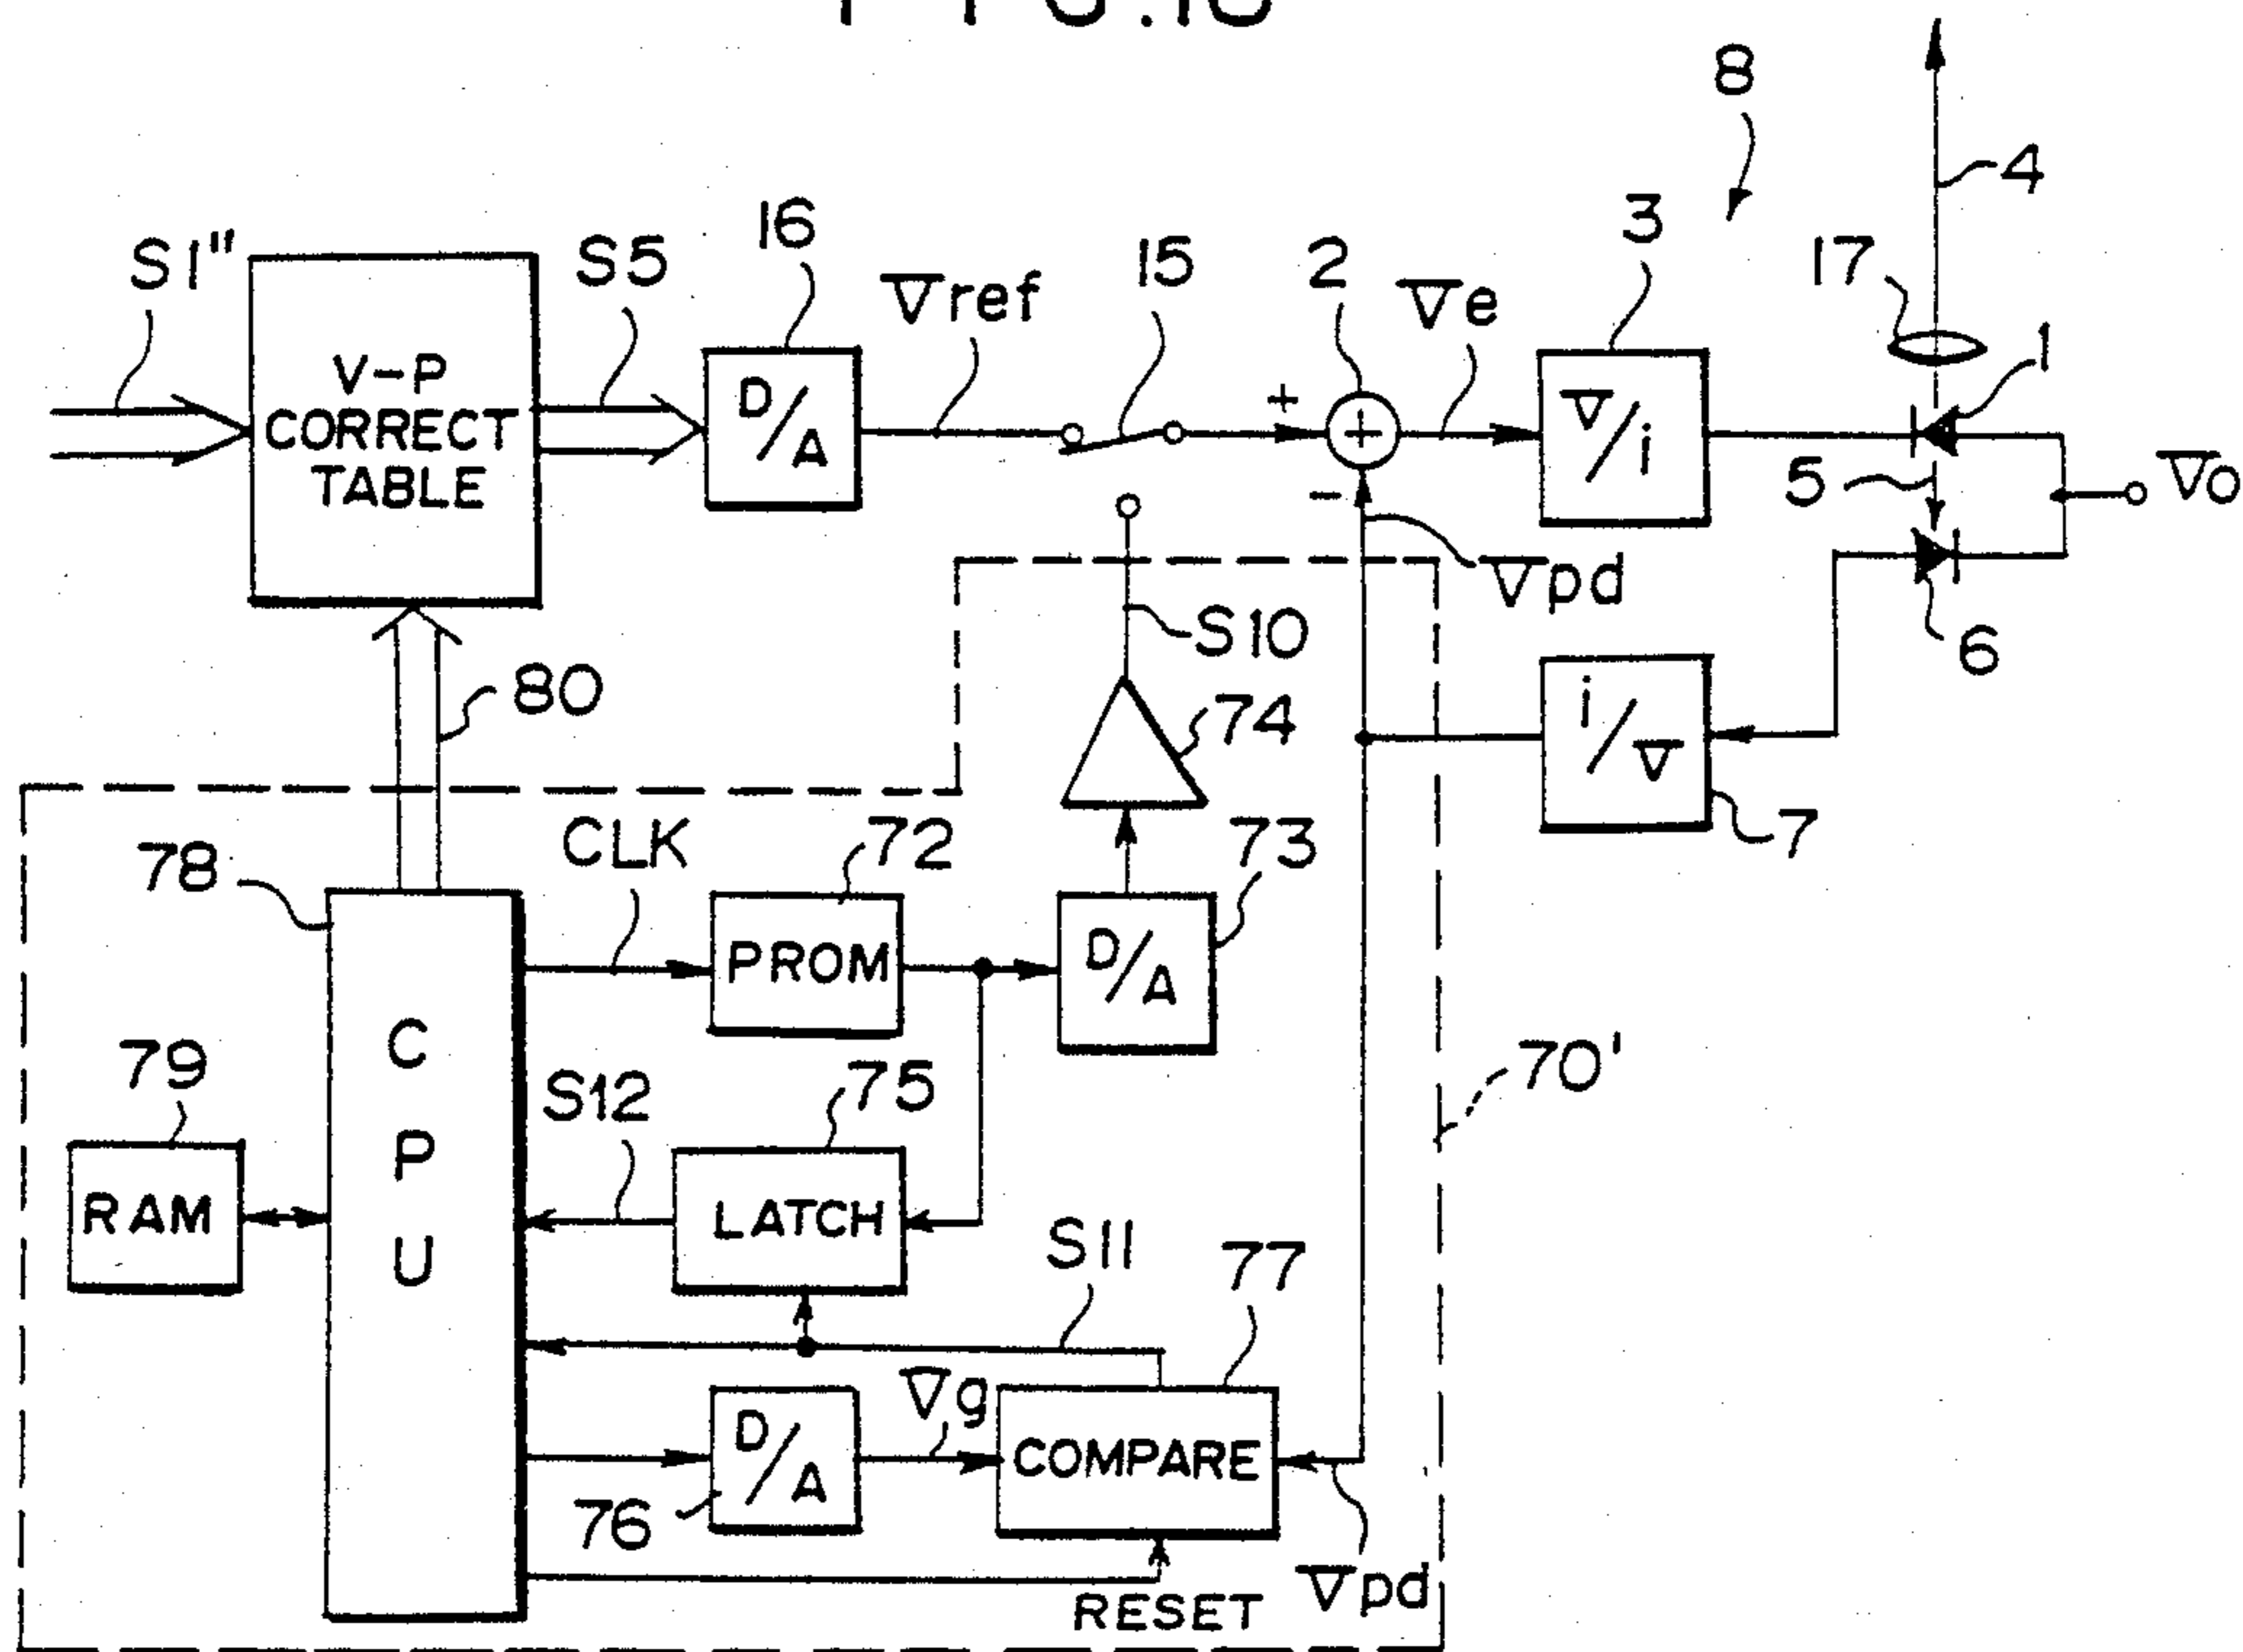 8
4
S1"
S5
16
Vref
15
2
Ve
3
17
1
V-P
CORRECT
TABLE
D/A
+
+
V/i
5
Vo
-
Vpd
S10
6
80
74
i/V
7
CLK
72
73
78
PROM
D/A
C
P
U
79
S12
75
70'
RAM
LATCH
S11
77
Vg
D/A
COMPARE
76
Vpd
RESET